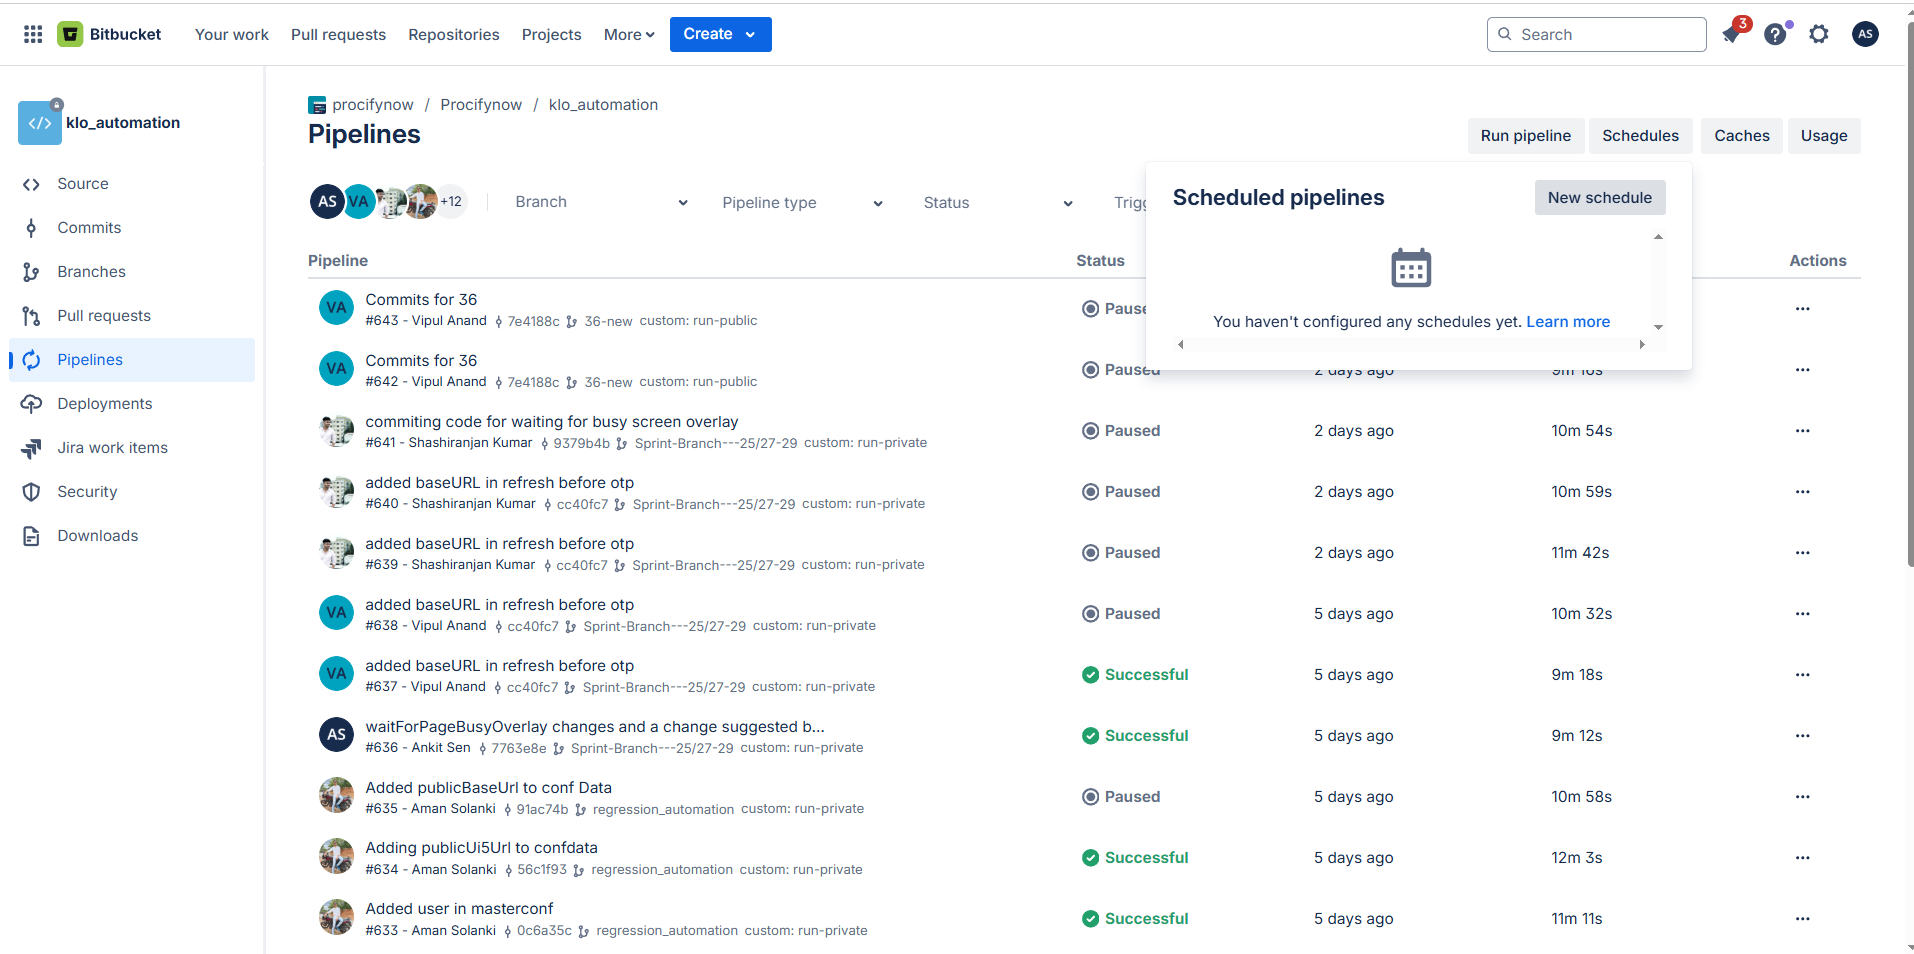 Bitbucket Your work Pull requests Repositories Projects More Create Search 3 AS
klo_automation
Source
Commits
Branches
Pull requests
Pipelines
Deployments
Jira work items
Security
Downloads
procifynow / Procifynow / klo_automation
Pipelines
Run pipeline Schedules Caches Usage
AS VA +12 Branch Pipeline type Status
Scheduled pipelines New schedule
You haven't configured any schedules yet. Learn more
Pipeline Status Actions
VA Commits for 36
#643 - Vipul Anand 7e4188c 36-new custom: run-public
VA Commits for 36
#642 - Vipul Anand 7e4188c 36-new custom: run-public
Paused 2 days ago
commiting code for waiting for busy screen overlay
#641 - Shashiranjan Kumar 9379b4b Sprint-Branch---25/27-29 custom: run-private
Paused 2 days ago 10m 54s
added baseURL in refresh before otp
#640 - Shashiranjan Kumar cc40fc7 Sprint-Branch---25/27-29 custom: run-private
Paused 2 days ago 10m 59s
added baseURL in refresh before otp
#639 - Shashiranjan Kumar cc40fc7 Sprint-Branch---25/27-29 custom: run-private
Paused 2 days ago 11m 42s
VA added baseURL in refresh before otp
#638 - Vipul Anand cc40fc7 Sprint-Branch---25/27-29 custom: run-private
Paused 5 days ago 10m 32s
VA added baseURL in refresh before otp
#637 - Vipul Anand cc40fc7 Sprint-Branch---25/27-29 custom: run-private
Successful 5 days ago 9m 18s
AS waitForPageBusyOverlay changes and a change suggested b...
#636 - Ankit Sen 7763e8e Sprint-Branch---25/27-29 custom: run-private
Successful 5 days ago 9m 12s
Added publicBaseUrl to conf Data
#635 - Aman Solanki 91ac74b regression_automation custom: run-private
Paused 5 days ago 10m 58s
Adding publicUi5Url to confdata
#634 - Aman Solanki 56c1f93 regression_automation custom: run-private
Successful 5 days ago 12m 3s
Added user in masterconf
#633 - Aman Solanki 0c6a35c regression_automation custom: run-private
Successful 5 days ago 11m 11s